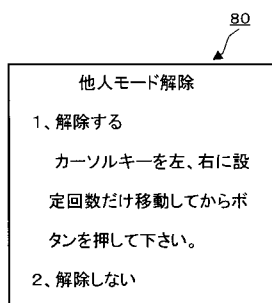 80
他人モード解除
1、解除する
カーソルキーを左、右に設
定回数だけ移動してからボ
タンを押して下さい。
2、解除しない